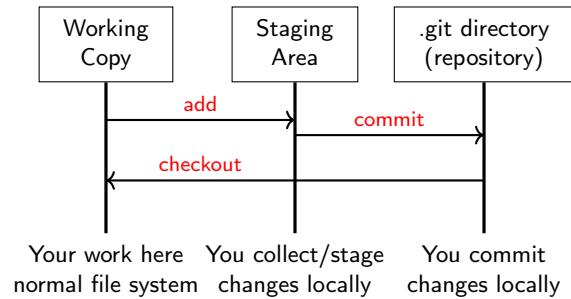 Working
Copy
Staging
Area
.git directory
(repository)
add
commit
checkout
Your work here
normal file system
You collect/stage
changes locally
You commit
changes locally